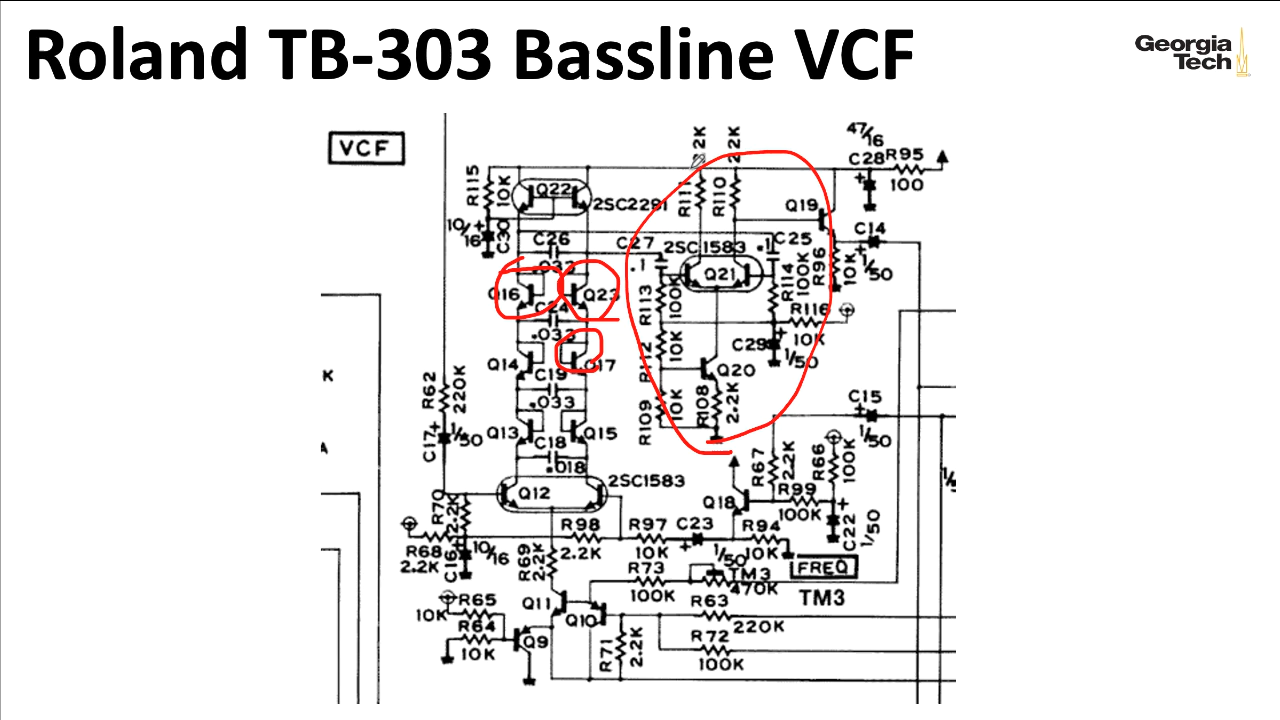 Roland TB-303 Bassline VCF
Georgia
Tech
VCF
R115
10K
Q22
2SC2291
10/16
C30
C26
.033
C27
.1
2SC1583
Q21
R111
2.2K
R110
2.2K
Q19
47/16
C28
R95
100
C14
1/50
R96
10K
.1
C25
R114
100K
R116
10K
Q16
Q23
C24
.033
R113
100K
R112
10K
C29
1/50
Q20
Q14
Q17
C19
.033
R109
10K
R108
2.2K
R62
220K
C17
1/50
Q13
Q15
C18
.018
C15
1/50
R67
2.2K
R66
100K
K
A
Q12
2SC1583
Q18
R99
100K
C22
1/50
R70
2.2K
R68
2.2K
C16
10/16
R98
2.2K
R97
10K
C23
1/50
R94
10K
R69
2.2K
FREQ
R73
100K
TM3
470K
TM3
R65
10K
R64
10K
Q11
Q10
Q9
R63
220K
R71
2.2K
R72
100K